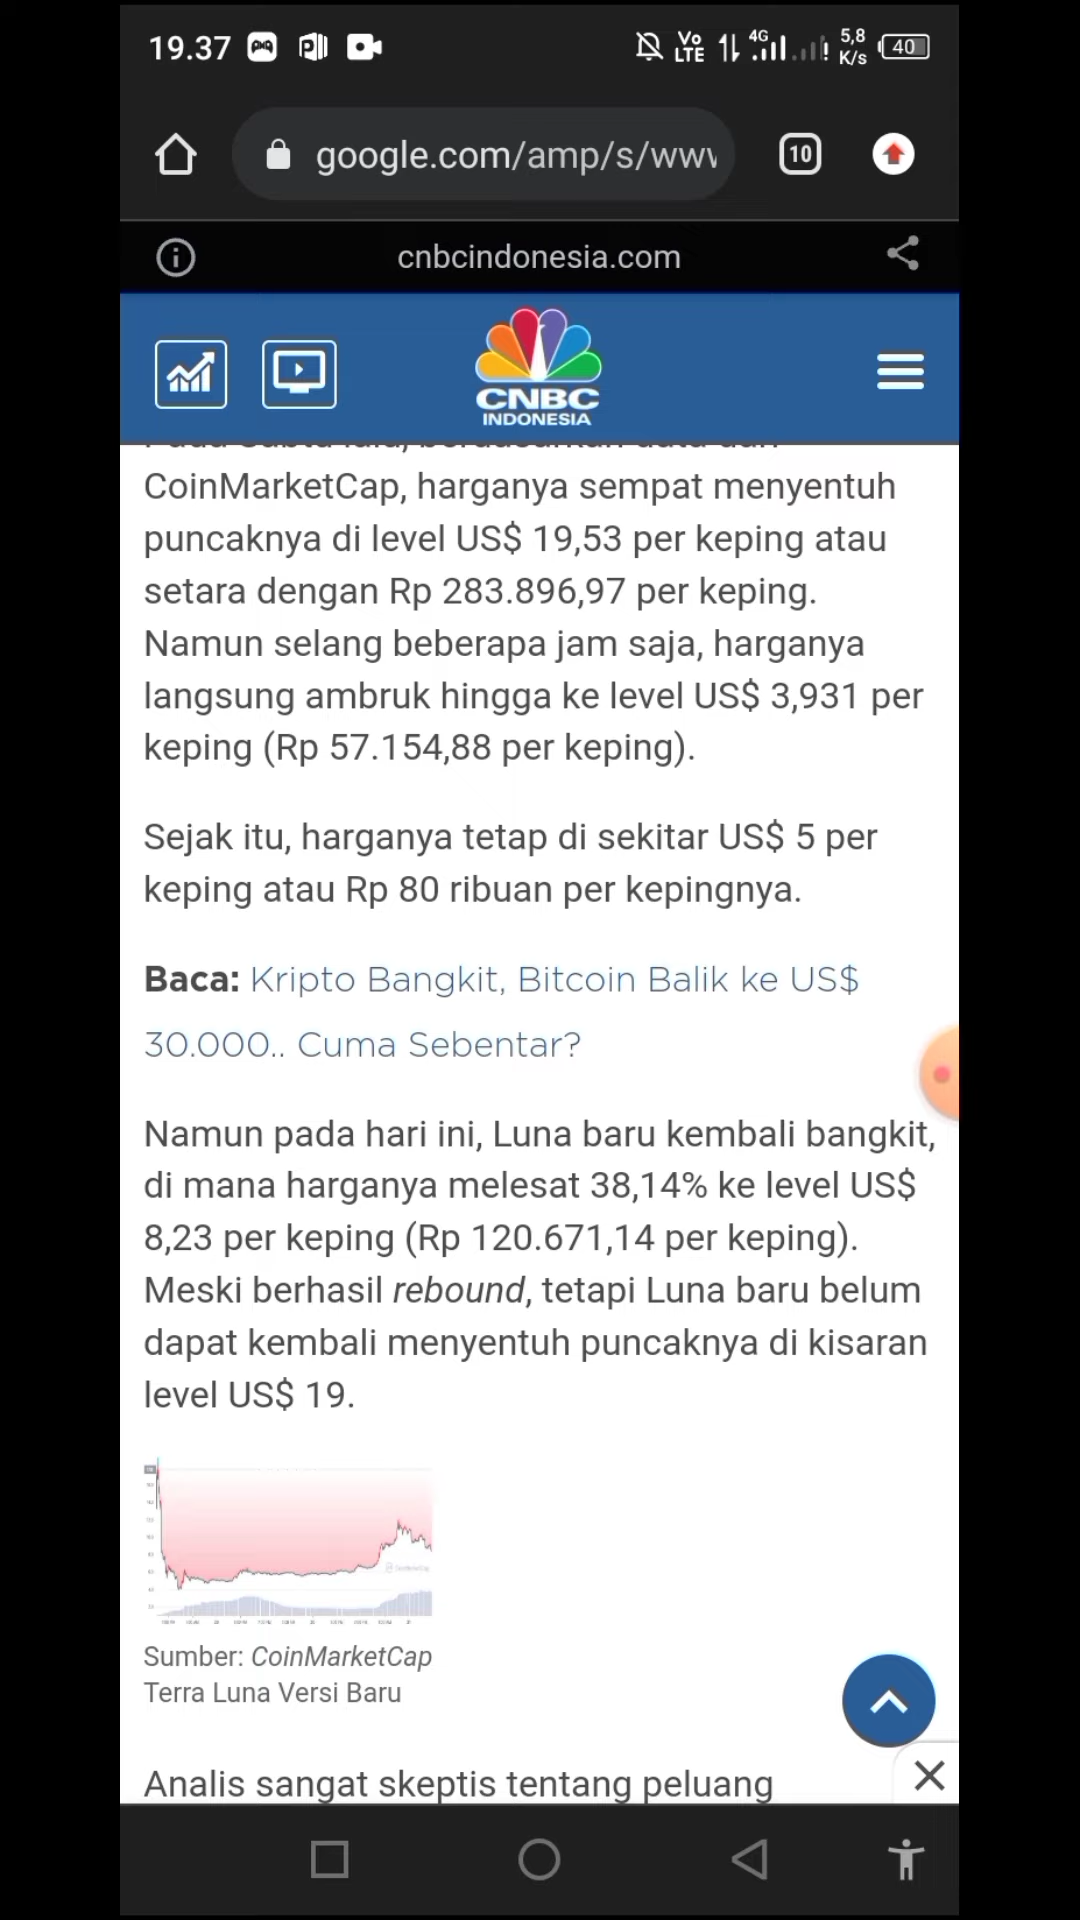 19.37
Vo LTE
4G
5,8 K/s
40
google.com/amp/s/www
10
cnbcindonesia.com
CNBC
INDONESIA
CoinMarketCap, harganya sempat menyentuh
puncaknya di level US$ 19,53 per keping atau
setara dengan Rp 283.896,97 per keping.
Namun selang beberapa jam saja, harganya
langsung ambruk hingga ke level US$ 3,931 per
keping (Rp 57.154,88 per keping).
Sejak itu, harganya tetap di sekitar US$ 5 per
keping atau Rp 80 ribuan per kepingnya.
Baca: Kripto Bangkit, Bitcoin Balik ke US$
30.000.. Cuma Sebentar?
Namun pada hari ini, Luna baru kembali bangkit,
di mana harganya melesat 38,14% ke level US$
8,23 per keping (Rp 120.671,14 per keping).
Meski berhasil rebound, tetapi Luna baru belum
dapat kembali menyentuh puncaknya di kisaran
level US$ 19.
Sumber: CoinMarketCap
Terra Luna Versi Baru
Analis sangat skeptis tentang peluang